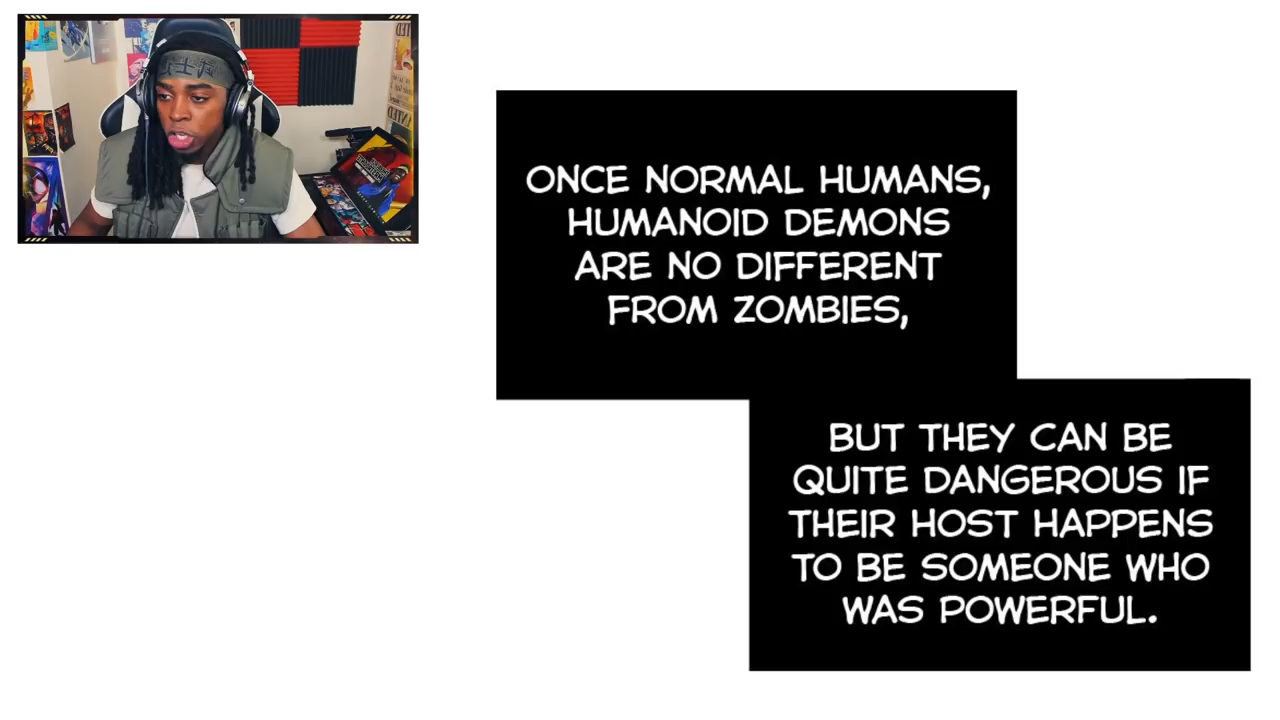 ONCE NORMAL HUMANS,
HUMANOID DEMONS
ARE NO DIFFERENT
FROM ZOMBIES,
BUT THEY CAN BE
QUITE DANGEROUS IF
THEIR HOST HAPPENS
TO BE SOMEONE WHO
WAS POWERFUL.